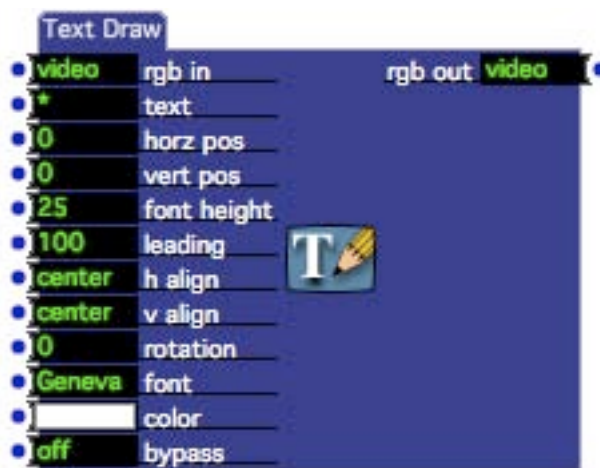 Text Draw
video rgb in rgb out video
* text
0 horz pos
0 vert pos
25 font height
100 leading
center h align
center v align
0 rotation
Geneva font
color
off bypass
T